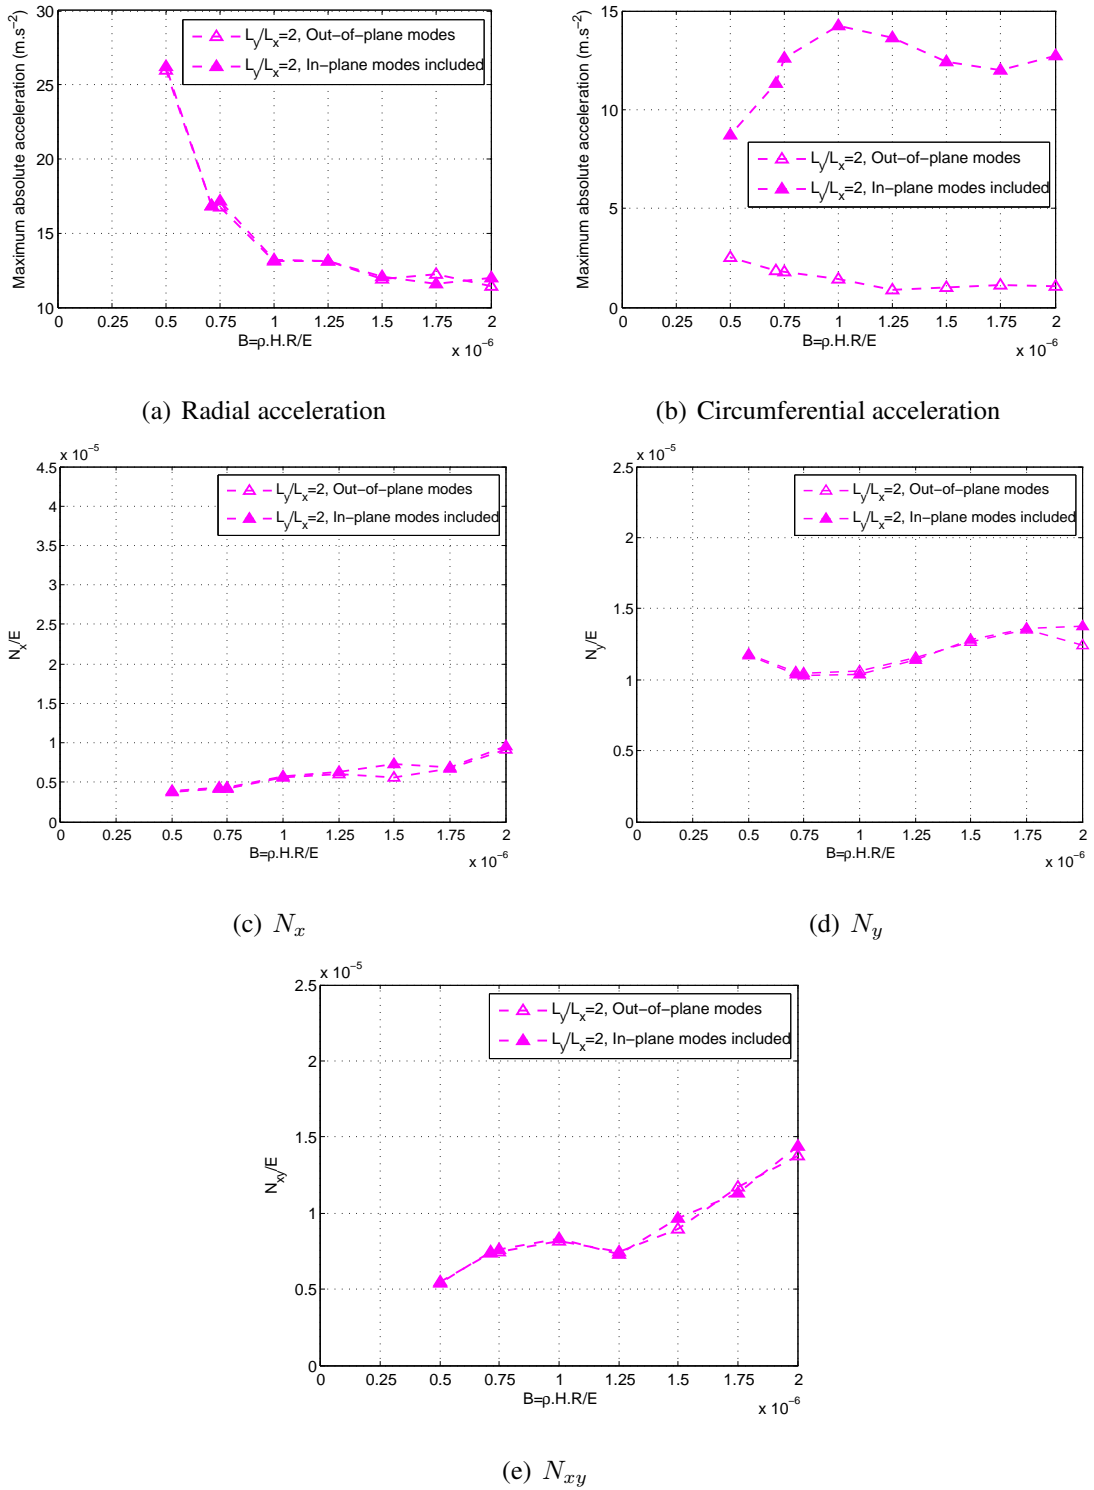 30
25
20
15
10
Maximum absolute acceleration (m.s⁻²)
L_y/L_x=2, Out−of−plane modes
L_y/L_x=2, In−plane modes included
0 0.25 0.5 0.75 1 1.25 1.5 1.75 2
B=ρ.H.R/E
x 10⁻⁶
(a) Radial acceleration
15
10
5
0
Maximum absolute acceleration (m.s⁻²)
L_y/L_x=2, Out−of−plane modes
L_y/L_x=2, In−plane modes included
0 0.25 0.5 0.75 1 1.25 1.5 1.75 2
B=ρ.H.R/E
x 10⁻⁶
(b) Circumferential acceleration
x 10⁻⁵
4.5
4
3.5
3
2.5
2
1.5
1
0.5
0
N_x/E
L_y/L_x=2, Out−of−plane modes
L_y/L_x=2, In−plane modes included
0 0.25 0.5 0.75 1 1.25 1.5 1.75 2
B=ρ.H.R/E
x 10⁻⁶
(c) N_x
x 10⁻⁵
2.5
2
1.5
1
0.5
0
N_y/E
L_y/L_x=2, Out−of−plane modes
L_y/L_x=2, In−plane modes included
0 0.25 0.5 0.75 1 1.25 1.5 1.75 2
B=ρ.H.R/E
x 10⁻⁶
(d) N_y
x 10⁻⁵
2.5
2
1.5
1
0.5
0
N_xy/E
L_y/L_x=2, Out−of−plane modes
L_y/L_x=2, In−plane modes included
0 0.25 0.5 0.75 1 1.25 1.5 1.75 2
B=ρ.H.R/E
x 10⁻⁶
(e) N_xy